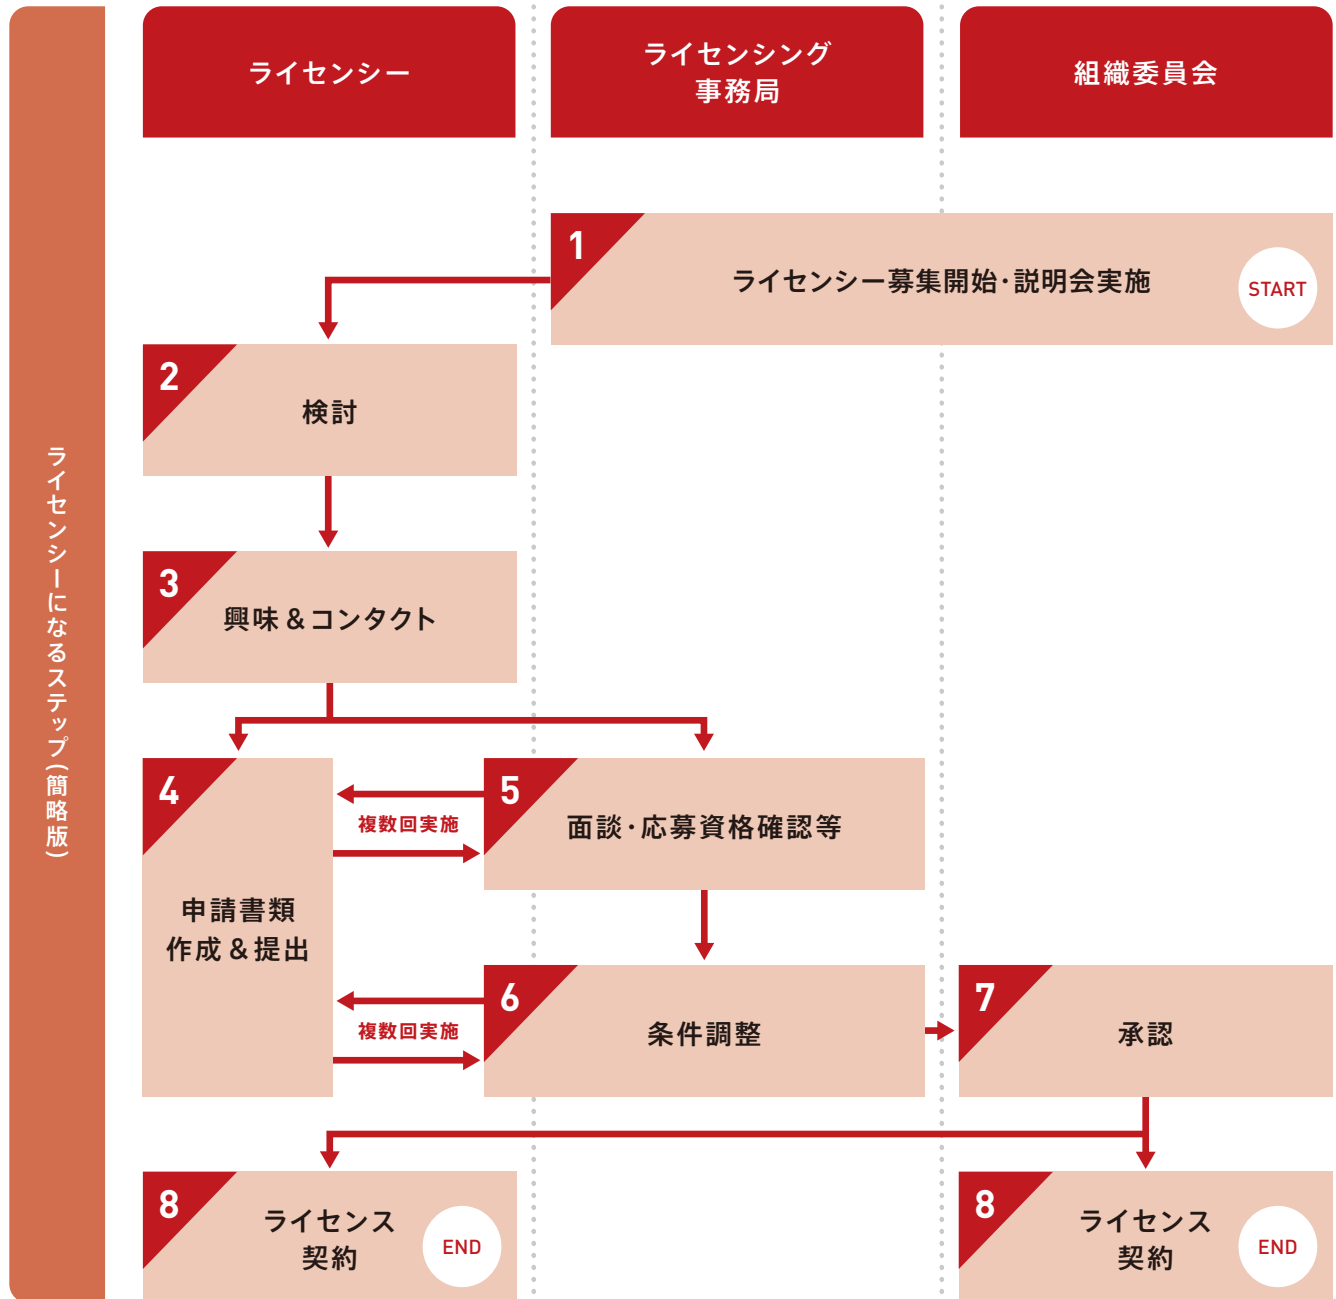 ライセンシーになるステップ(簡略版)
ライセンシー
ライセンシング
事務局
組織委員会
1
ライセンシー募集開始・説明会実施
START
2
検討
3
興味&コンタクト
4
申請書類
作成&提出
複数回実施
5
面談・応募資格確認等
複数回実施
6
条件調整
7
承認
8
ライセンス
契約
END
8
ライセンス
契約
END